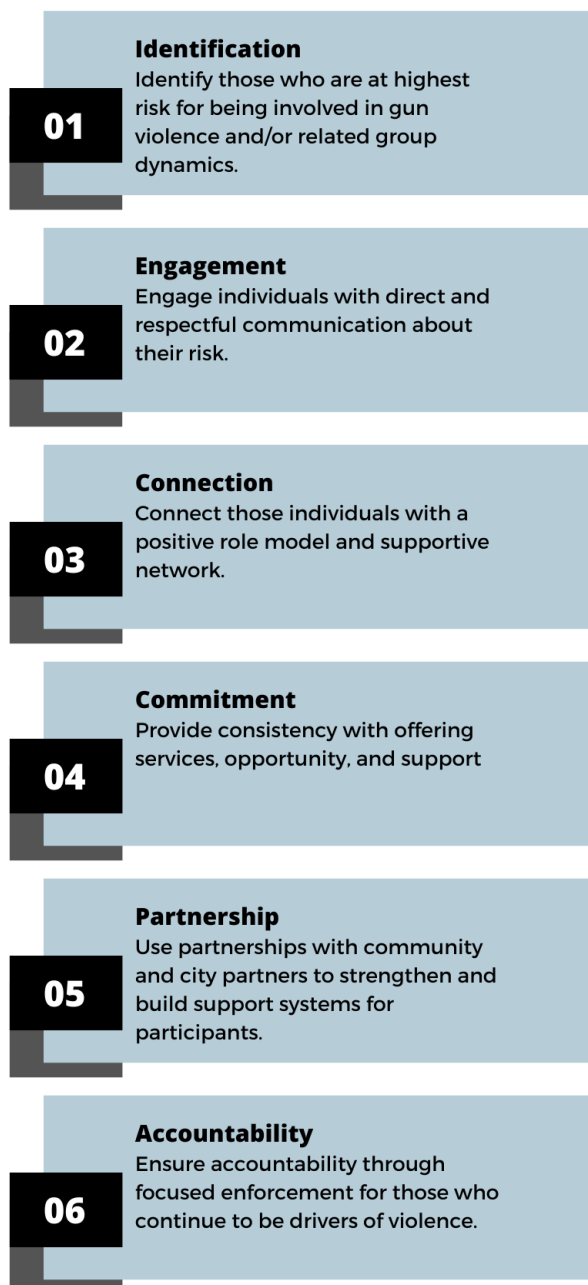 Identification
Identify those who are at highest
risk for being involved in gun
violence and/or related group
dynamics.
01
Engagement
Engage individuals with direct and
respectful communication about
their risk.
02
Connection
Connect those individuals with a
positive role model and supportive
network.
03
Commitment
Provide consistency with offering
services, opportunity, and support
04
Partnership
Use partnerships with community
and city partners to strengthen and
build support systems for
participants.
05
Accountability
Ensure accountability through
focused enforcement for those who
continue to be drivers of violence.
06